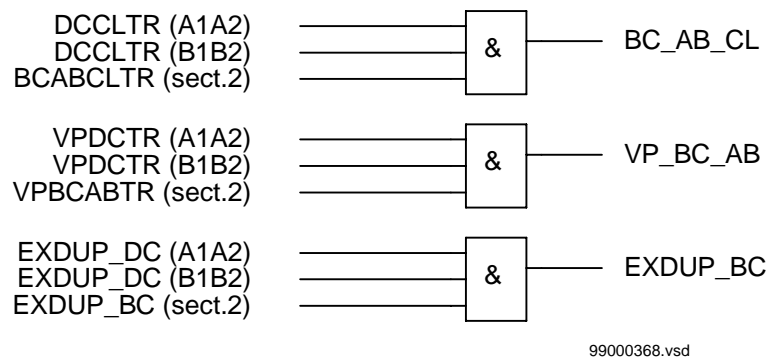 DCCLTR (A1A2)
DCCLTR (B1B2)
BCABCLTR (sect.2)
&
BC_AB_CL
VPDCTR (A1A2)
VPDCTR (B1B2)
VPBCABTR (sect.2)
&
VP_BC_AB
EXDUP_DC (A1A2)
EXDUP_DC (B1B2)
EXDUP_BC (sect.2)
&
EXDUP_BC
99000368.vsd